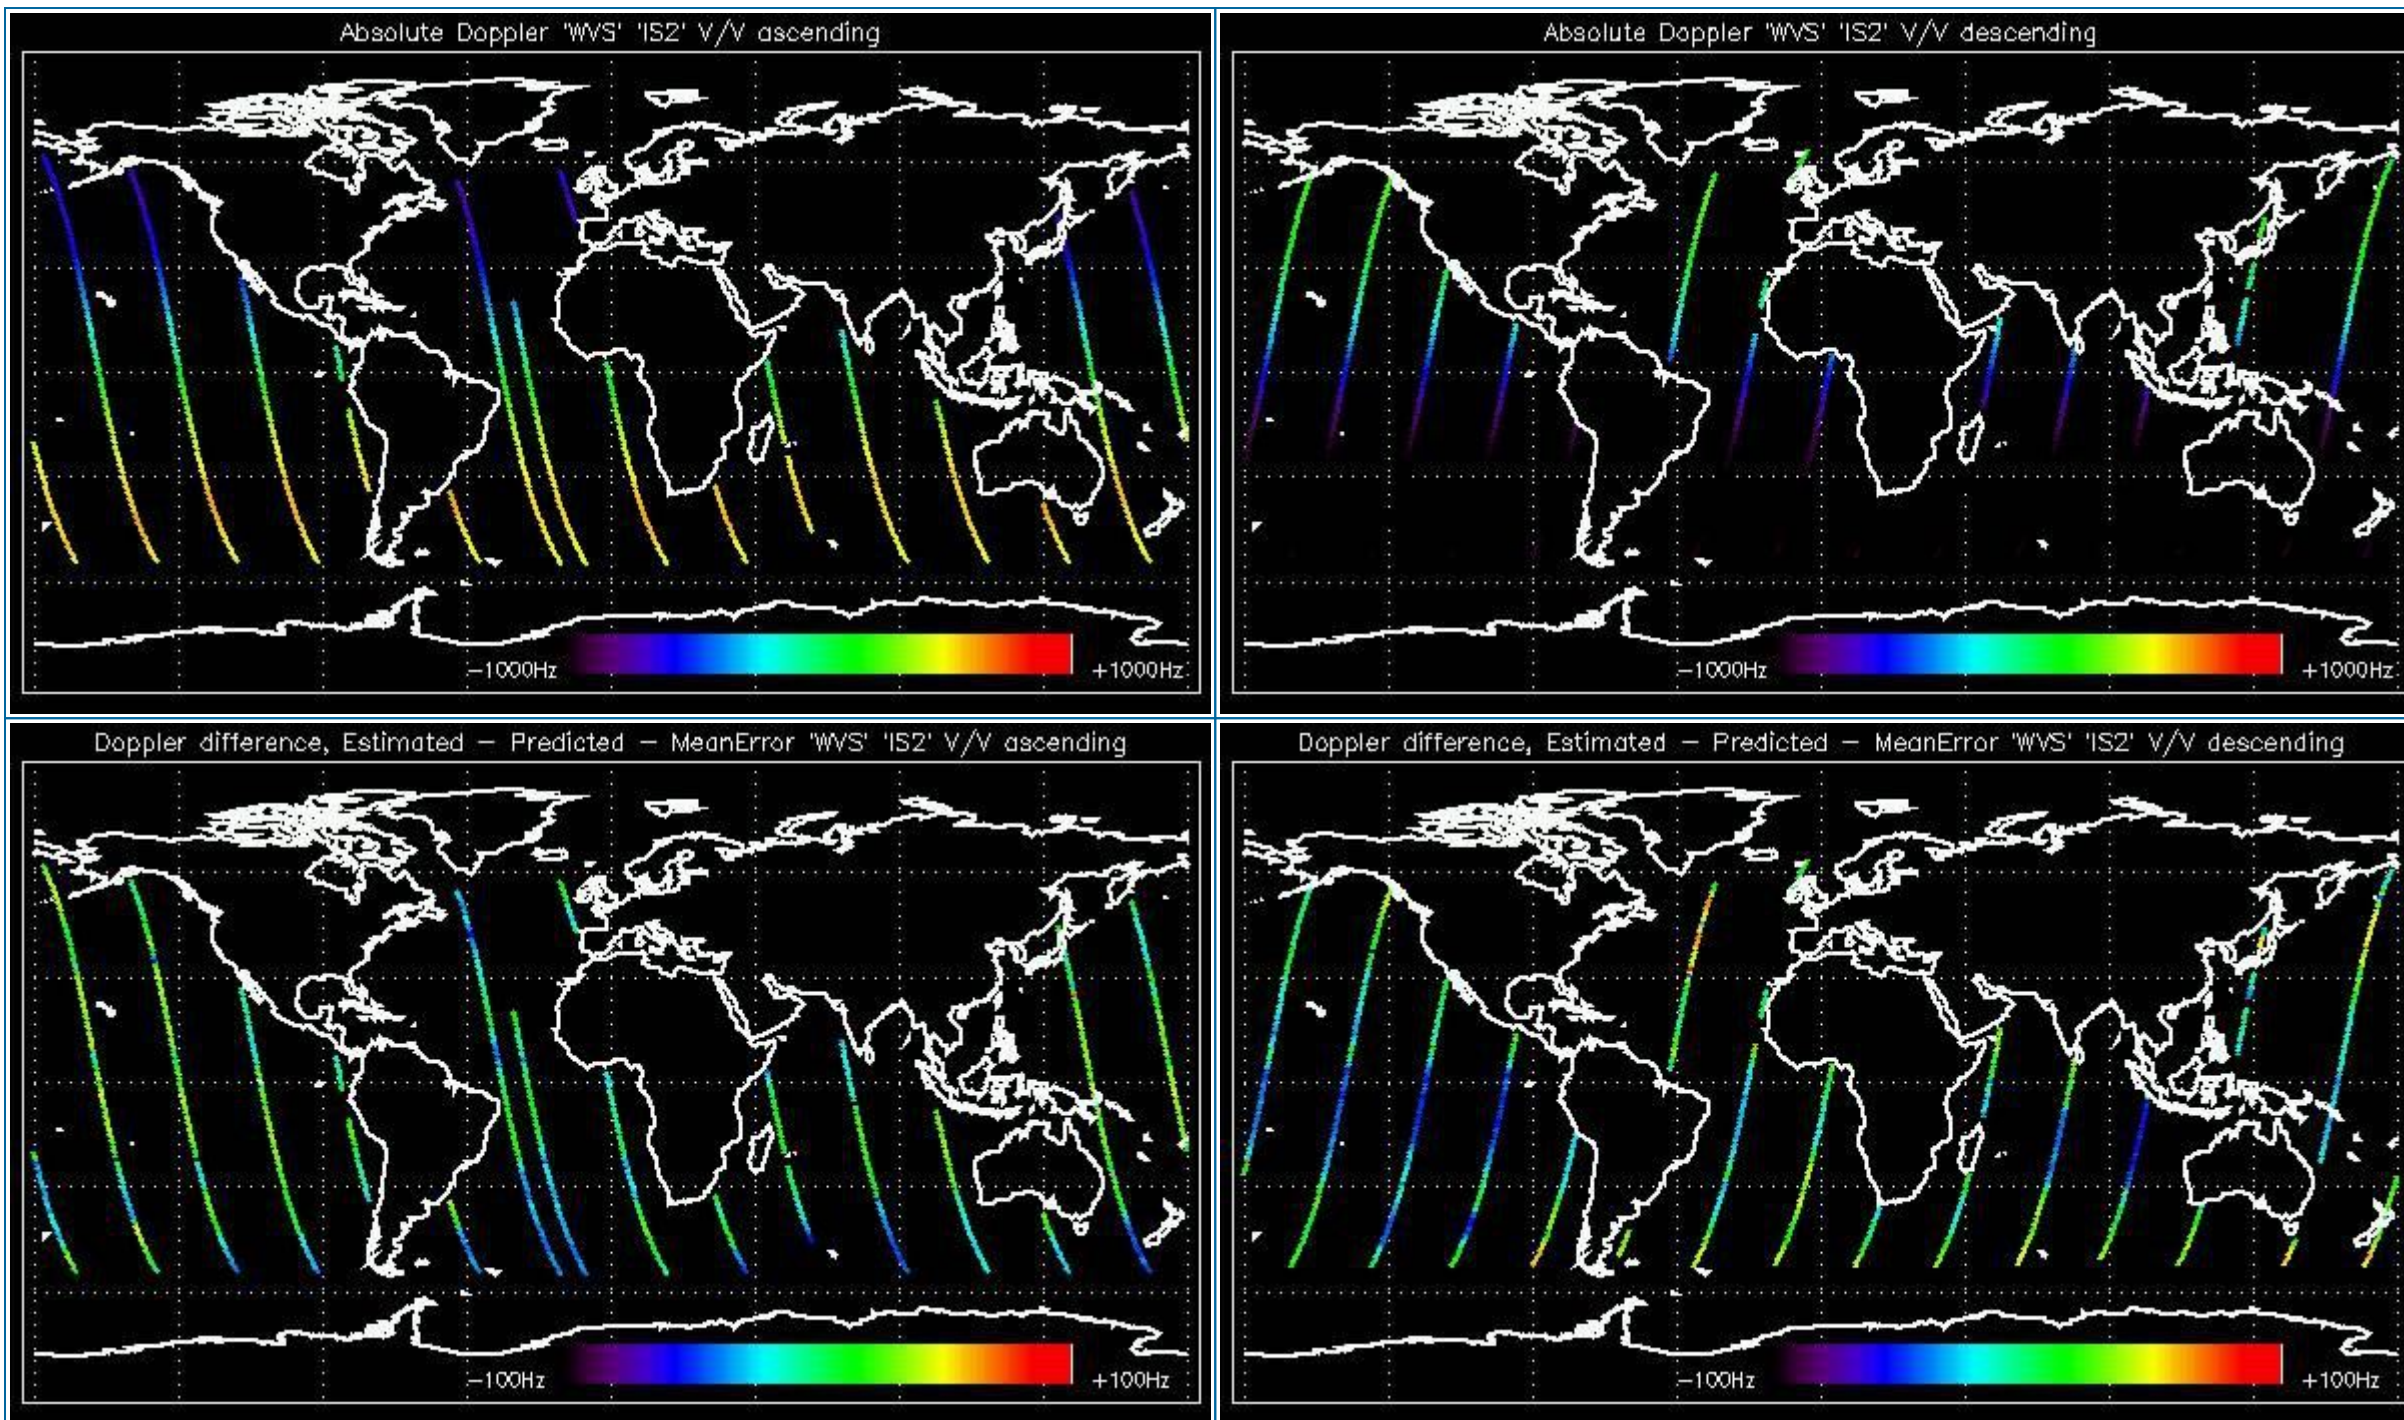 Absolute Doppler 'WVS' 'IS2' V/V ascending
-1000Hz
+1000Hz
Absolute Doppler 'WVS' 'IS2' V/V descending
-1000Hz
+1000Hz
Doppler difference, Estimated - Predicted - MeanError 'WVS' 'IS2' V/V ascending
-100Hz
+100Hz
Doppler difference, Estimated - Predicted - MeanError 'WVS' 'IS2' V/V descending
-100Hz
+100Hz